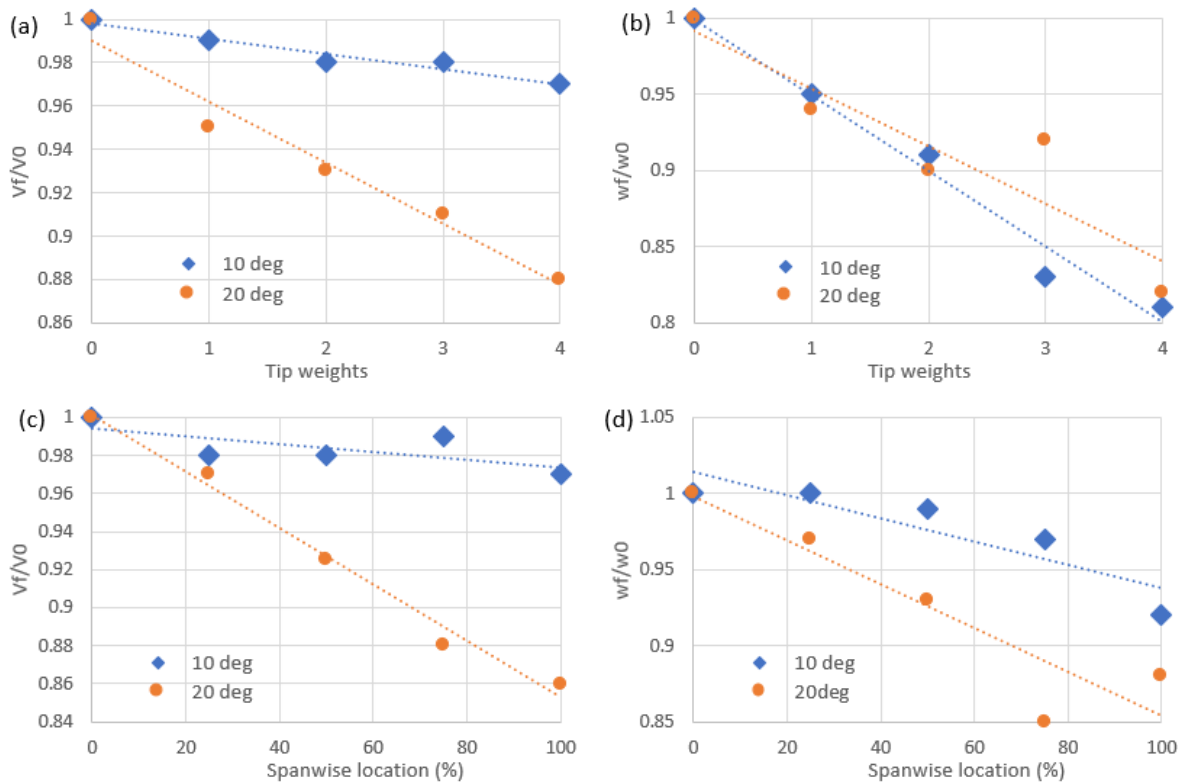 (a)
1
0.98
0.96
0.94
0.92
0.9
0.88
0.86
Vf/V0
10 deg
20 deg
0 1 2 3 4
Tip weights
(b)
1
0.95
0.9
0.85
0.8
wf/w0
10 deg
20 deg
0 1 2 3 4
Tip weights
(c)
1
0.98
0.96
0.94
0.92
0.9
0.88
0.86
0.84
Vf/V0
10 deg
20 deg
0 20 40 60 80 100
Spanwise location (%)
(d)
1.05
1
0.95
0.9
0.85
wf/w0
10 deg
20deg
0 20 40 60 80 100
Spanwise location (%)